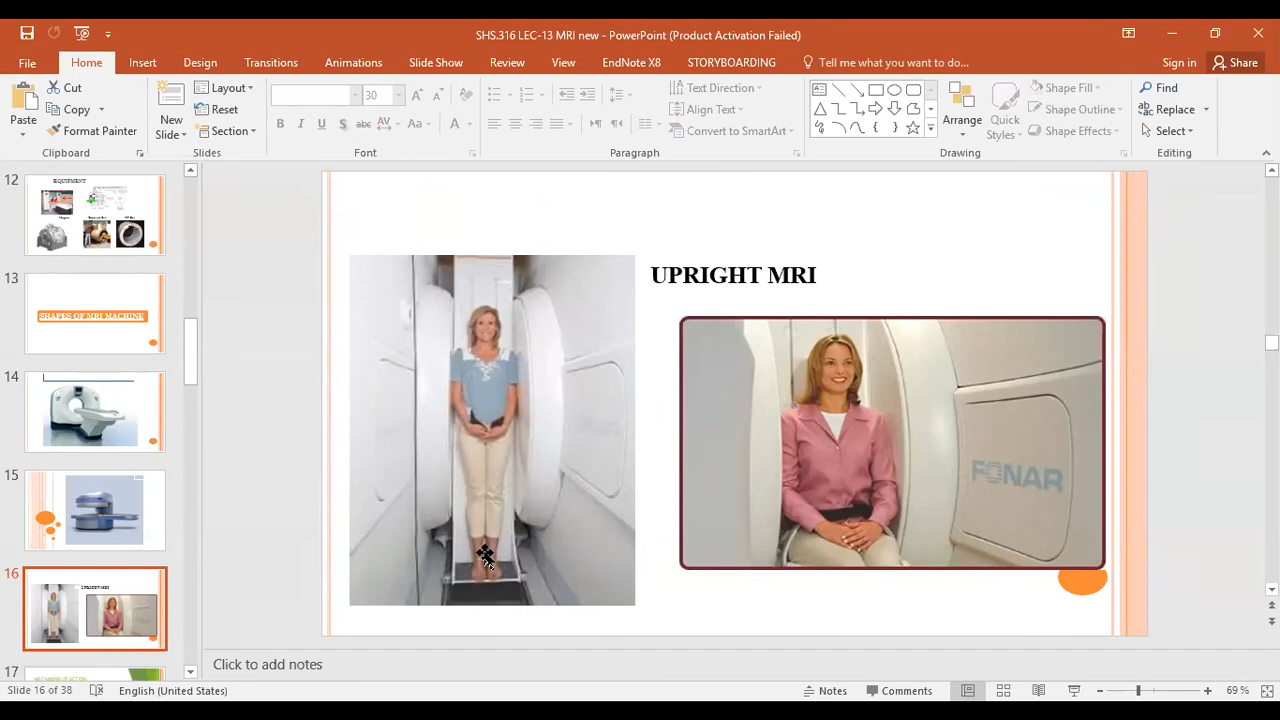 SHS.316 LEC-13 MRI new - PowerPoint (Product Activation Failed)
File Home Insert Design Transitions Animations Slide Show Review View EndNote X8 STORYBOARDING Tell me what you want to do... Sign in Share
Paste
Cut
Copy
Format Painter
Clipboard
New
Slide
Layout
Reset
Section
Slides
30
B I U S abc AV Aa A
Font
Text Direction
Align Text
Convert to SmartArt
Paragraph
Arrange
Quick
Styles
Shape Fill
Shape Outline
Shape Effects
Drawing
Find
Replace
Select
Editing
12
EQUIPMENT
13
SHAPES OF MRI MACHINE
14
15
16
UPRIGHT MRI
17
UPRIGHT MRI
FONAR
Click to add notes
Slide 16 of 38 English (United States) Notes Comments 69 %